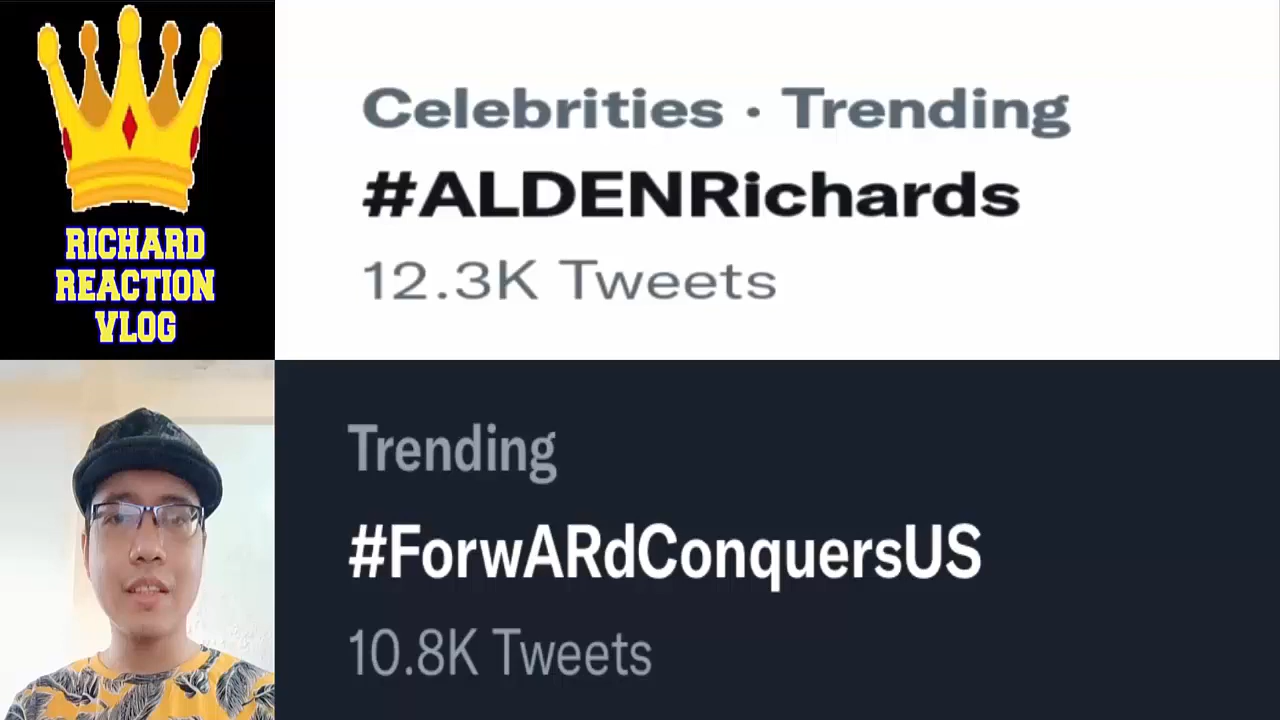 RICHARD
REACTION
VLOG
Celebrities · Trending
#ALDENRichards
12.3K Tweets
Trending
#ForwARdConquersUS
10.8K Tweets